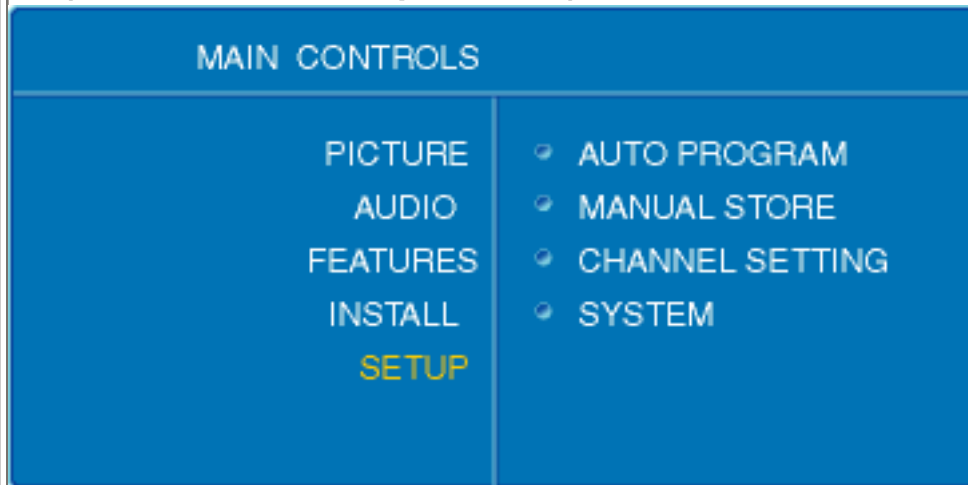 MAIN CONTROLS
PICTURE
AUDIO
FEATURES
INSTALL
SETUP
AUTO PROGRAM
MANUAL STORE
CHANNEL SETTING
SYSTEM